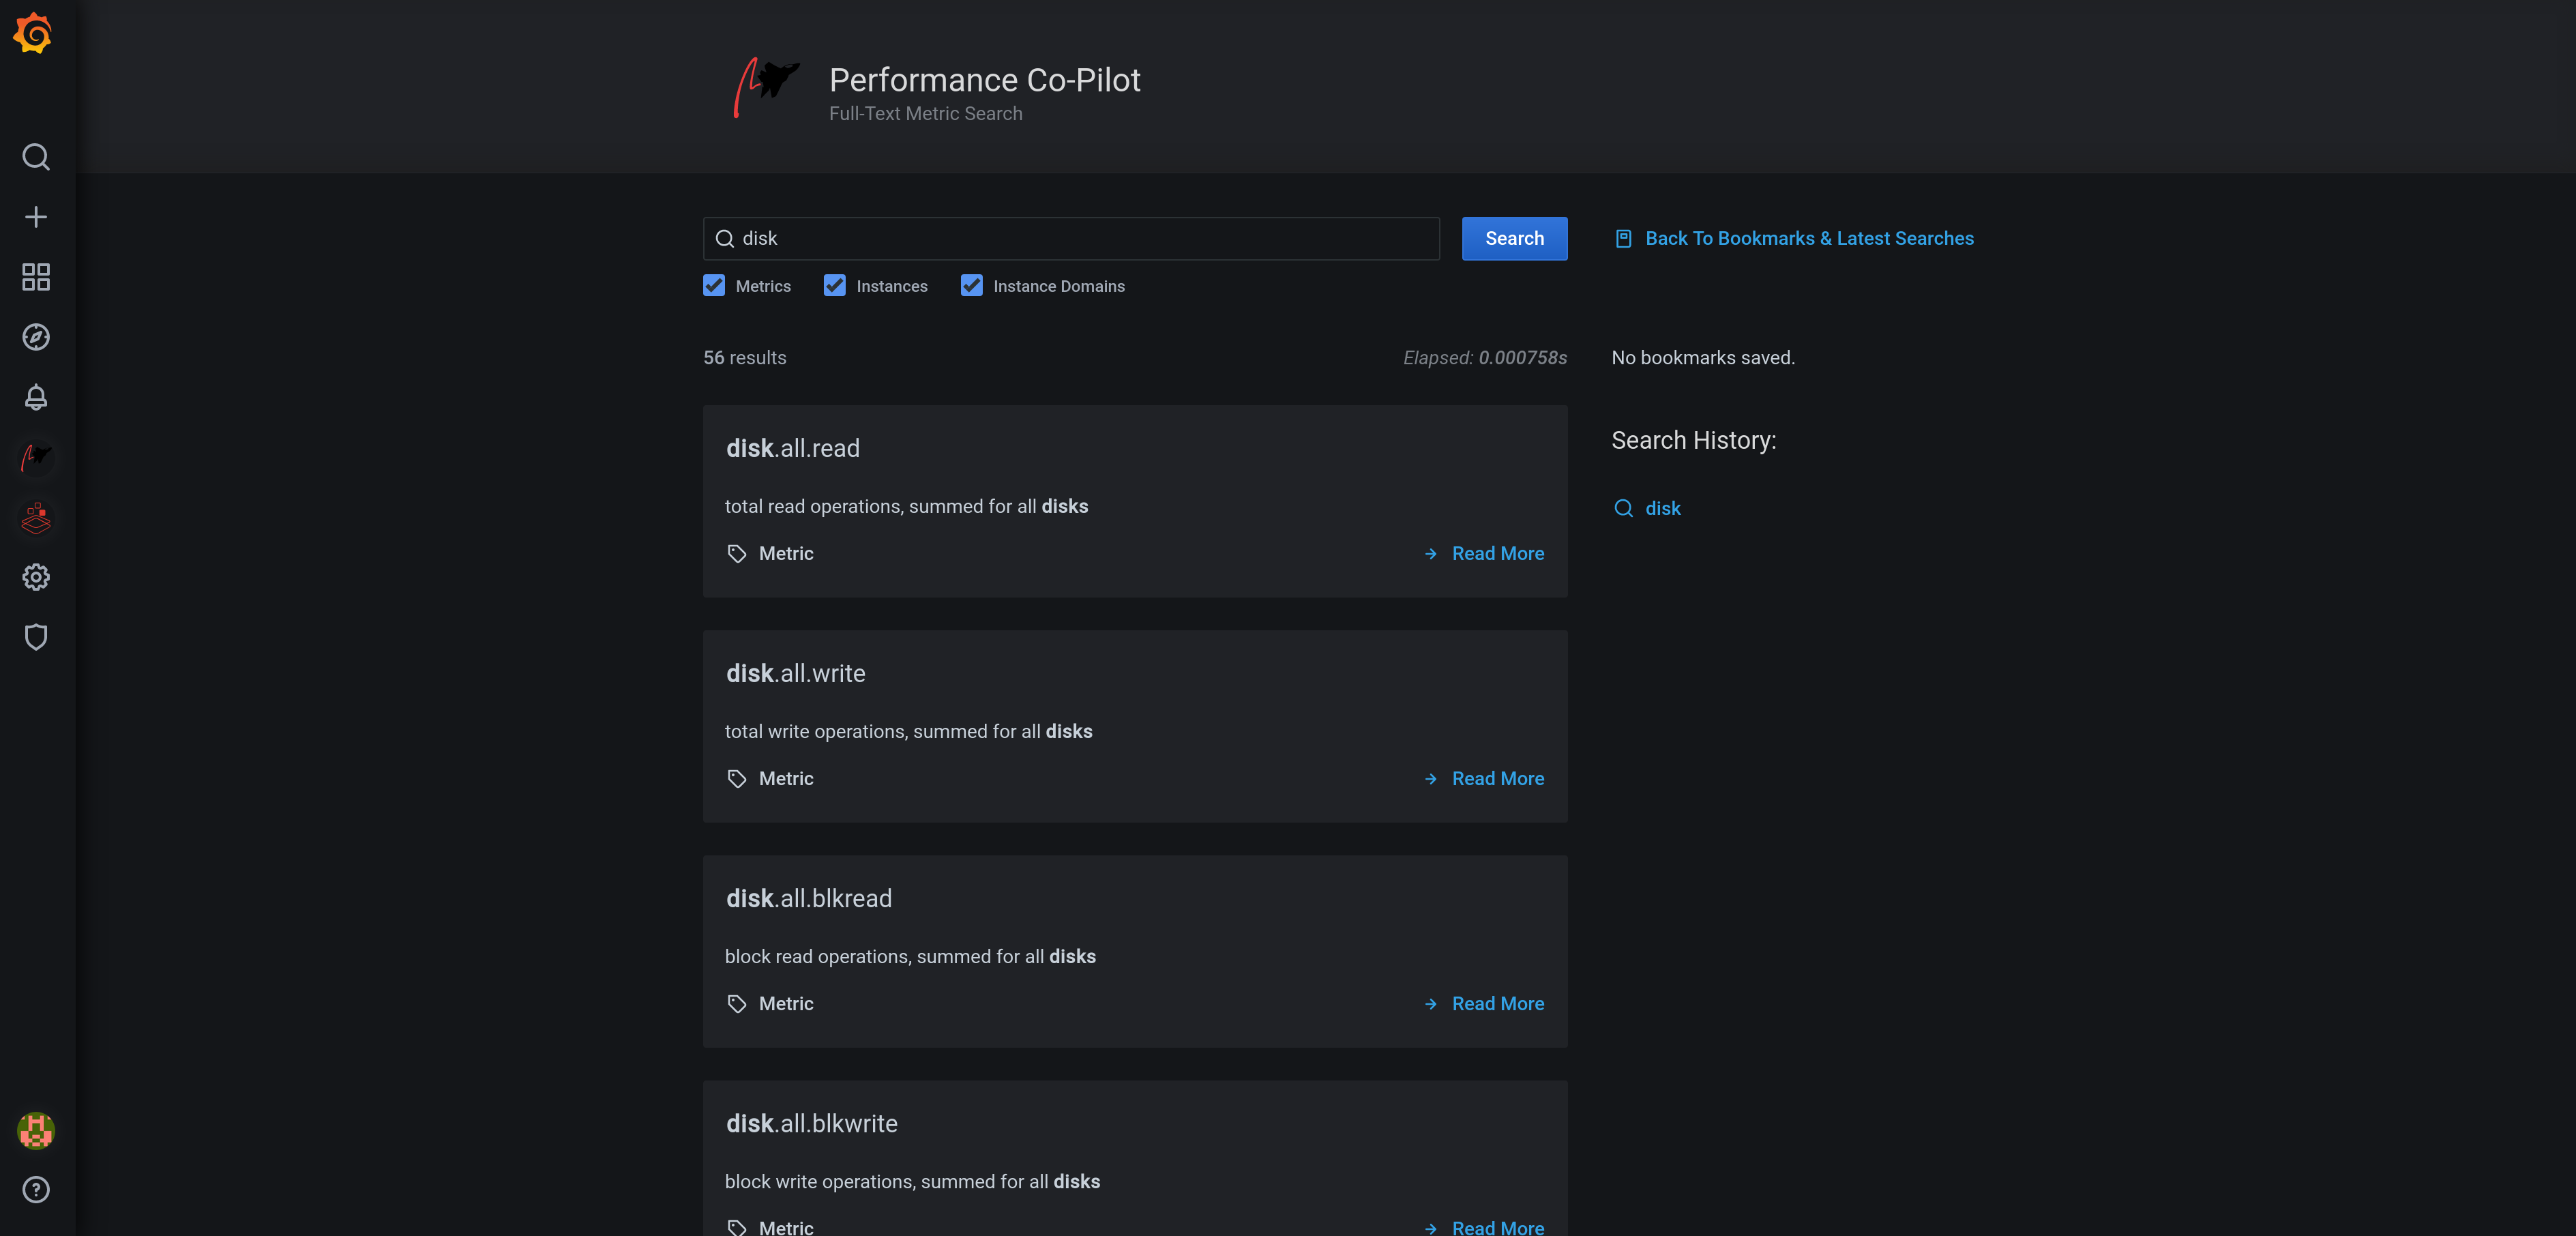 Performance Co-Pilot
Full-Text Metric Search
disk
Search
Back To Bookmarks & Latest Searches
Metrics
Instances
Instance Domains
56 results
Elapsed: 0.000758s
No bookmarks saved.
disk.all.read
total read operations, summed for all disks
Metric
Read More
Search History:
disk
disk.all.write
total write operations, summed for all disks
Metric
Read More
disk.all.blkread
block read operations, summed for all disks
Metric
Read More
disk.all.blkwrite
block write operations, summed for all disks
Metric
Read More